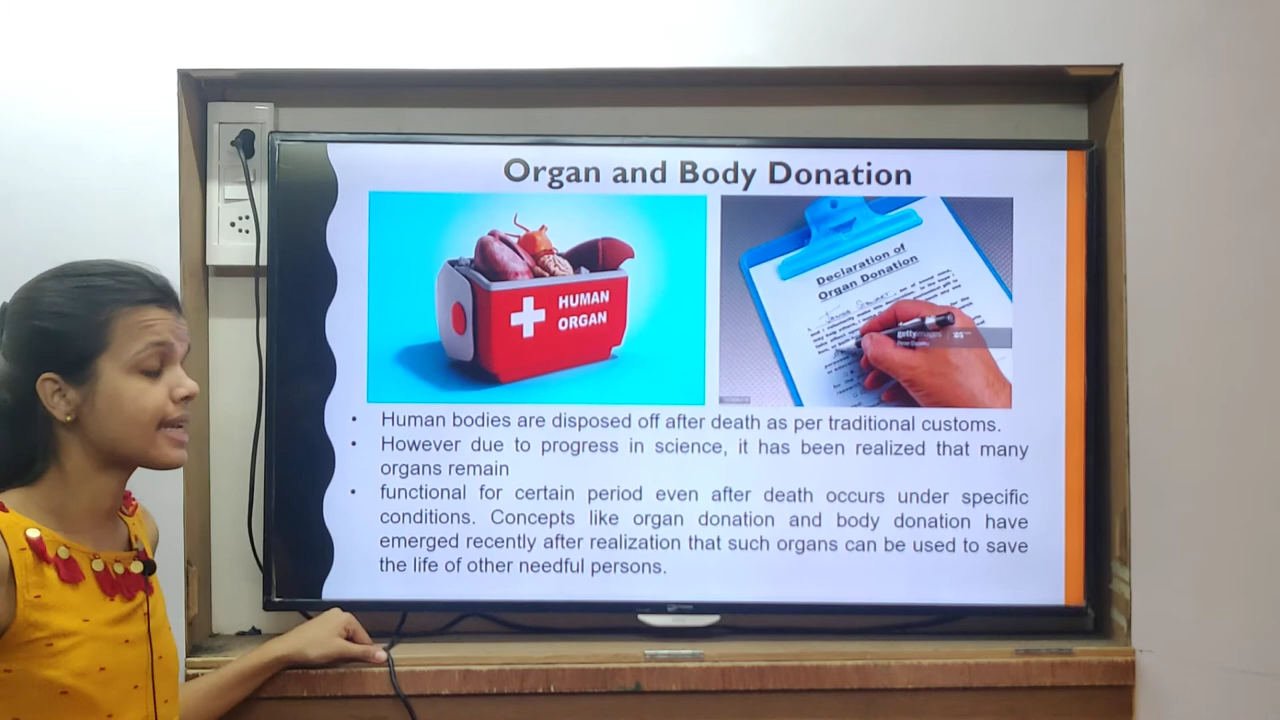 Organ and Body Donation
HUMAN
ORGAN
Declaration of
Organ Donation
gettyimages
• Human bodies are disposed off after death as per traditional customs.
• However due to progress in science, it has been realized that many
organs remain
• functional for certain period even after death occurs under specific
conditions. Concepts like organ donation and body donation have
emerged recently after realization that such organs can be used to save
the life of other needful persons.